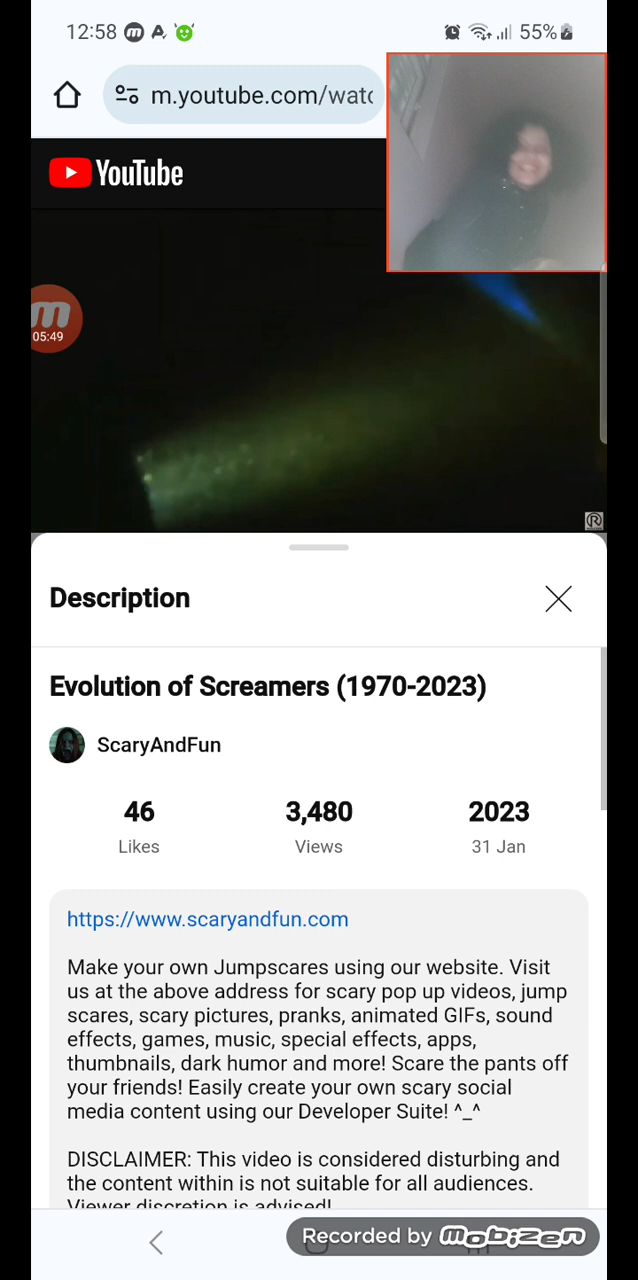 12:58
55%
m.youtube.com/watc
YouTube
m
05:49
R
Description
Evolution of Screamers (1970-2023)
ScaryAndFun
46 3,480 2023
Likes Views 31 Jan
https://www.scaryandfun.com
Make your own Jumpscares using our website. Visit
us at the above address for scary pop up videos, jump
scares, scary pictures, pranks, animated GIFs, sound
effects, games, music, special effects, apps,
thumbnails, dark humor and more! Scare the pants off
your friends! Easily create your own scary social
media content using our Developer Suite! ^_^
DISCLAIMER: This video is considered disturbing and
the content within is not suitable for all audiences.
Viewer discretion is advised!
Recorded by mobizen